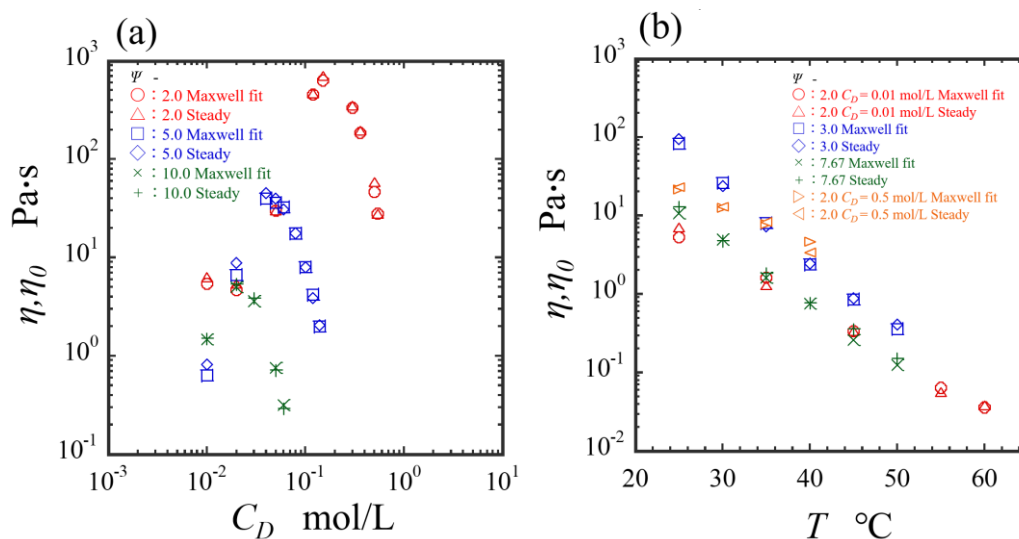 (a)
10³
10²
10¹
10⁰
10⁻¹
η,η₀ Pa·s
Ψ -
: 2.0 Maxwell fit
: 2.0 Steady
: 5.0 Maxwell fit
: 5.0 Steady
: 10.0 Maxwell fit
: 10.0 Steady
10⁻³ 10⁻² 10⁻¹ 10⁰ 10¹
C_D mol/L
(b)
10³
10²
10¹
10⁰
10⁻¹
10⁻²
η,η₀ Pa·s
Ψ -
: 2.0 C_D = 0.01 mol/L Maxwell fit
: 2.0 C_D = 0.01 mol/L Steady
: 3.0 Maxwell fit
: 3.0 Steady
: 7.67 Maxwell fit
: 7.67 Steady
: 2.0 C_D = 0.5 mol/L Maxwell fit
: 2.0 C_D = 0.5 mol/L Steady
20 30 40 50 60
T °C